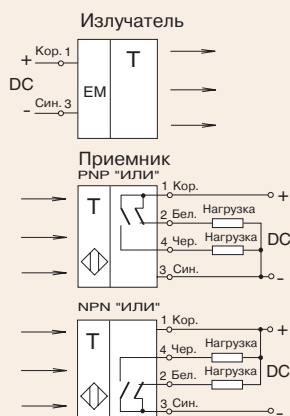 Излучатель
+ Кор. 1
T
DC
EM
- Син. 3
Приемник
PNP "ИЛИ"
1 Кор.
+
T
2 Бел. Нагрузка
4 Чер. Нагрузка
DC
3 Син.
-
NPN "ИЛИ"
1 Кор.
+
T
4 Чер. Нагрузка
2 Бел. Нагрузка
DC
3 Син.
-